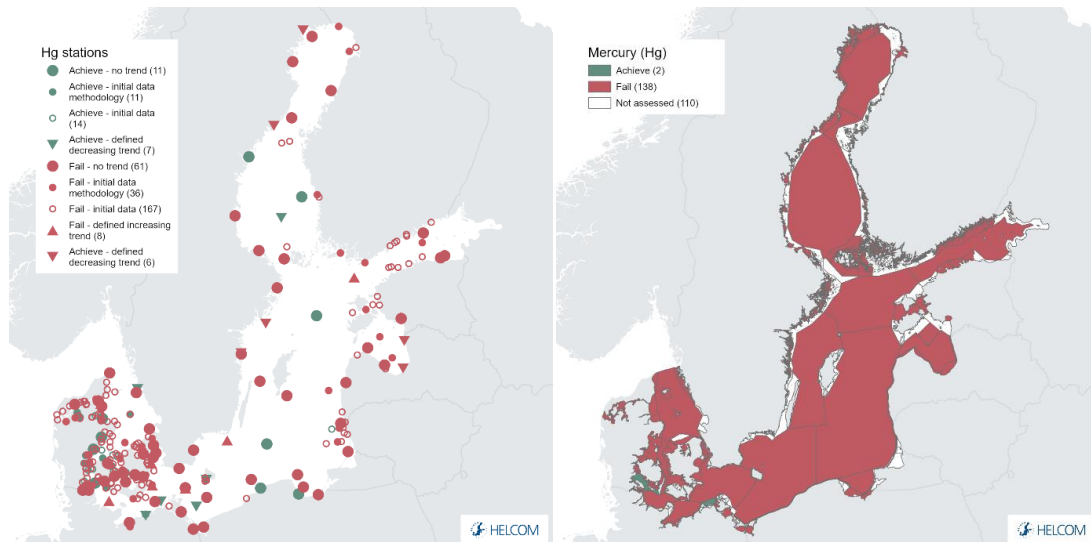 Hg stations
Achieve - no trend (11)
Achieve - initial data
methodology (11)
Achieve - initial data
(14)
Achieve - defined
decreasing trend (7)
Fail - no trend (61)
Fail - initial data
methodology (36)
Fail - initial data (167)
Fail - defined increasing
trend (8)
Achieve - defined
decreasing trend (6)
HELCOM
Mercury (Hg)
Achieve (2)
Fail (138)
Not assessed (110)
HELCOM